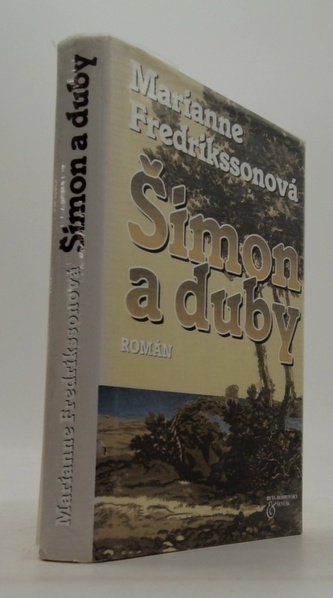 Marianne
Fredrikssonová
Šimon
a duby
ROMÁN
Marianne Fredrikssonová Šimon a duby